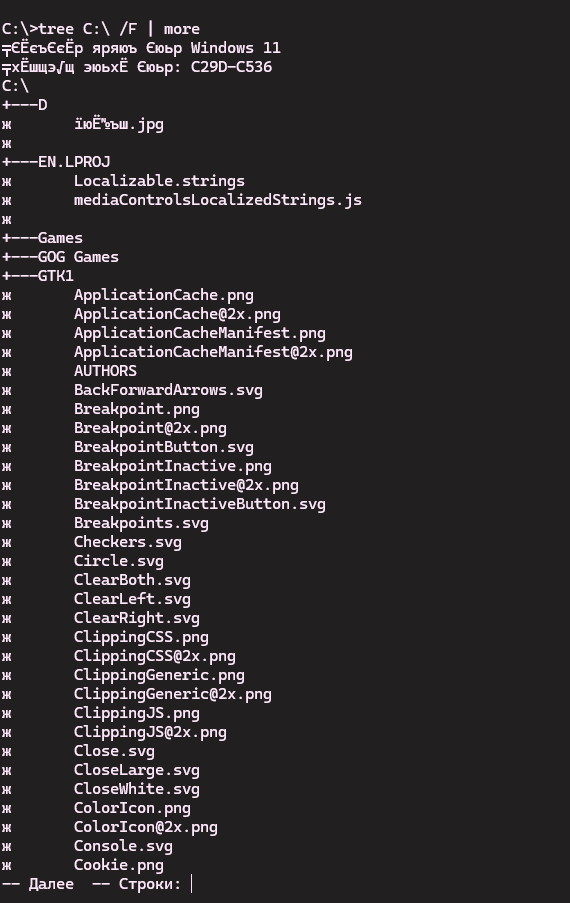 C:\>tree C:\ /F | more
╤ЄЁєъЄєЁр яряюъ Єюьр Windows 11
╤хЁшщэ√щ эюьхЁ Єюьр: C29D-C536
C:\
+---D
ж       їюЁ№ъш.jpg
ж
+---EN.LPROJ
ж       Localizable.strings
ж       mediaControlsLocalizedStrings.js
ж
+---Games
+---GOG Games
+---GTK1
ж       ApplicationCache.png
ж       ApplicationCache@2x.png
ж       ApplicationCacheManifest.png
ж       ApplicationCacheManifest@2x.png
ж       AUTHORS
ж       BackForwardArrows.svg
ж       Breakpoint.png
ж       Breakpoint@2x.png
ж       BreakpointButton.svg
ж       BreakpointInactive.png
ж       BreakpointInactive@2x.png
ж       BreakpointInactiveButton.svg
ж       Breakpoints.svg
ж       Checkers.svg
ж       Circle.svg
ж       ClearBoth.svg
ж       ClearLeft.svg
ж       ClearRight.svg
ж       ClippingCSS.png
ж       ClippingCSS@2x.png
ж       ClippingGeneric.png
ж       ClippingGeneric@2x.png
ж       ClippingJS.png
ж       ClippingJS@2x.png
ж       Close.svg
ж       CloseLarge.svg
ж       CloseWhite.svg
ж       ColorIcon.png
ж       ColorIcon@2x.png
ж       Console.svg
ж       Cookie.png
-- Далее  -- Строки: